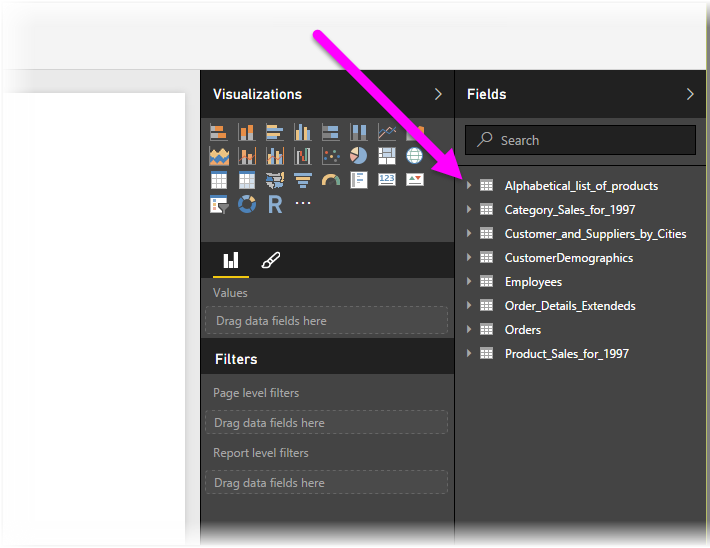 Visualizations
123
R
Values
Drag data fields here
Filters
Page level filters
Drag data fields here
Report level filters
Drag data fields here
Fields
Search
Alphabetical_list_of_products
Category_Sales_for_1997
Customer_and_Suppliers_by_Cities
CustomerDemographics
Employees
Order_Details_Extendeds
Orders
Product_Sales_for_1997